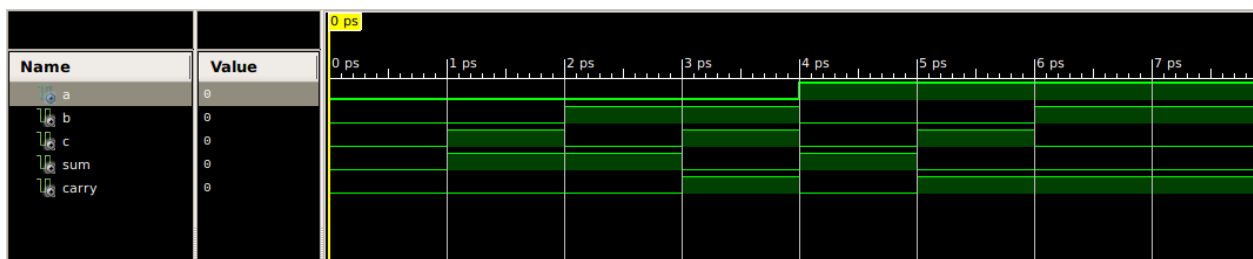 0 ps
Name Value 0 ps 1 ps 2 ps 3 ps 4 ps 5 ps 6 ps 7 ps
a 0
b 0
c 0
sum 0
carry 0